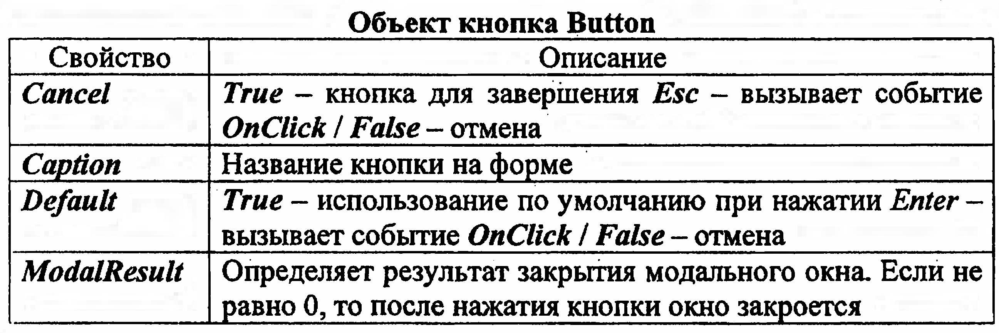 Объект кнопка Button
Свойство Описание
Cancel True – кнопка для завершения Esc – вызывает событие
OnClick / False – отмена
Caption Название кнопки на форме
Default True – использование по умолчанию при нажатии Enter –
вызывает событие OnClick / False – отмена
ModalResult Определяет результат закрытия модального окна. Если не
равно 0, то после нажатия кнопки окно закроется